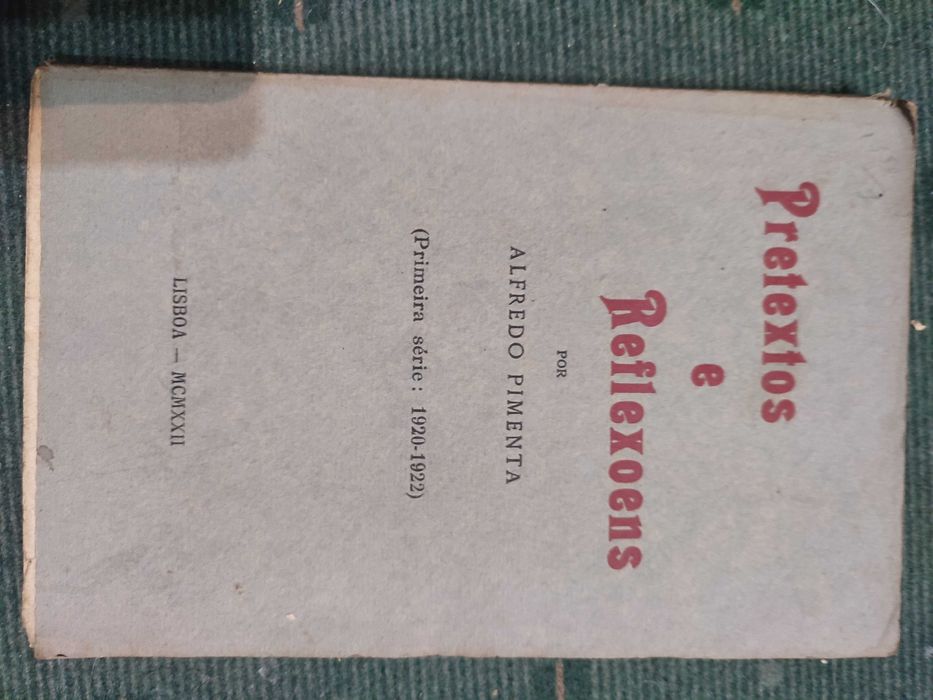 Pretextos
e
Reflexoens
POR
ALFREDO PIMENTA
(Primeira série : 1920-1922)
LISBOA — MCMXXII